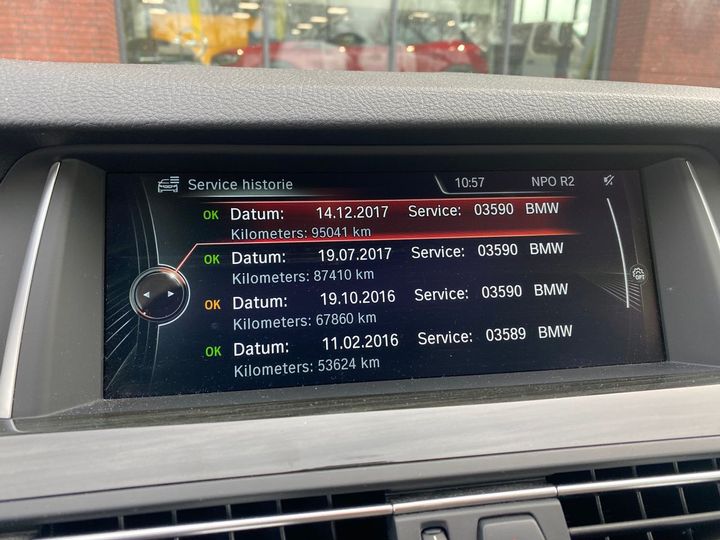 Service historie 10:57 NPO R2
OK Datum: 14.12.2017 Service: 03590 BMW
Kilometers: 95041 km
OK Datum: 19.07.2017 Service: 03590 BMW
Kilometers: 87410 km
OK Datum: 19.10.2016 Service: 03590 BMW
Kilometers: 67860 km
OK Datum: 11.02.2016 Service: 03589 BMW
Kilometers: 53624 km
OPT